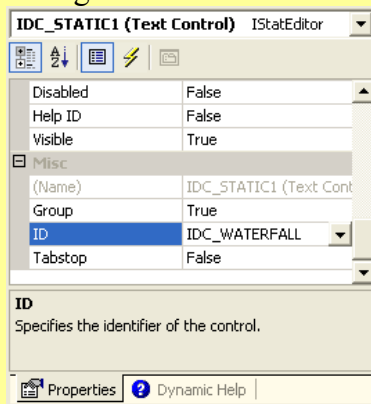 IDC_STATIC1 (Text Control) IStatEditor
Disabled False
Help ID False
Visible True
Misc
(Name) IDC_STATIC1 (Text Cont
Group True
ID IDC_WATERFALL
Tabstop False
ID
Specifies the identifier of the control.
Properties Dynamic Help